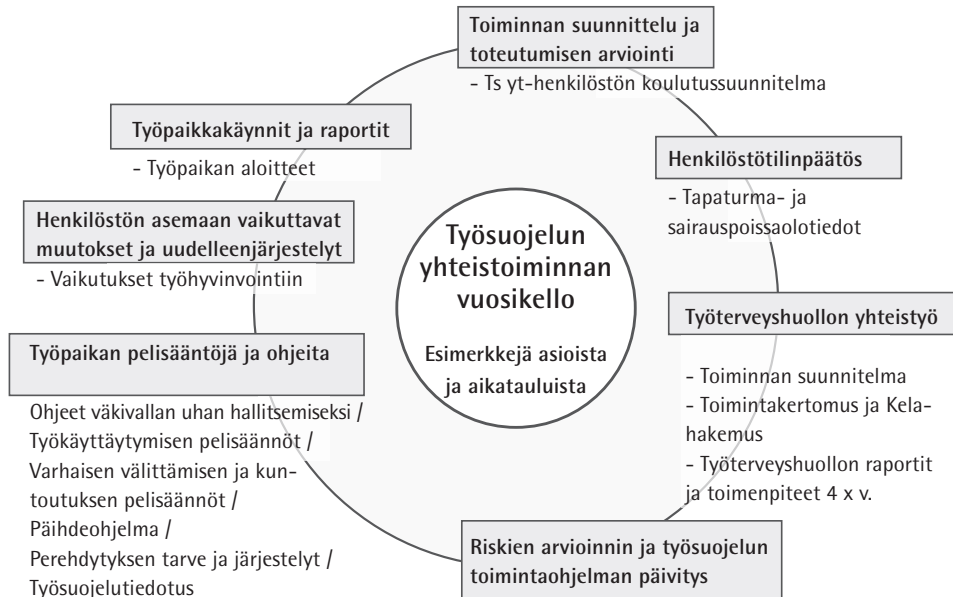 Toiminnan suunnittelu ja
toteutumisen arviointi
- Ts yt-henkilöstön koulutussuunnitelma
Henkilöstötilinpäätös
- Tapaturma- ja
sairauspoissaolotiedot
Työterveyshuollon yhteistyö
- Toiminnan suunnitelma
- Toimintakertomus ja Kela-
hakemus
- Työterveyshuollon raportit
ja toimenpiteet 4 x v.
Riskien arvioinnin ja työsuojelun
toimintaohjelman päivitys
Työpaikan pelisääntöjä ja ohjeita
Ohjeet väkivallan uhan hallitsemiseksi /
Työkäyttäytymisen pelisäännöt /
Varhaisen välittämisen ja kun-
toutuksen pelisäännöt /
Päihdeohjelma /
Perehdytyksen tarve ja järjestelyt /
Työsuojelutiedotus
Henkilöstön asemaan vaikuttavat
muutokset ja uudelleenjärjestelyt
- Vaikutukset työhyvinvointiin
Työpaikkakäynnit ja raportit
- Työpaikan aloitteet
Työsuojelun
yhteistoiminnan
vuosikello
Esimerkkejä asioista
ja aikatauluista